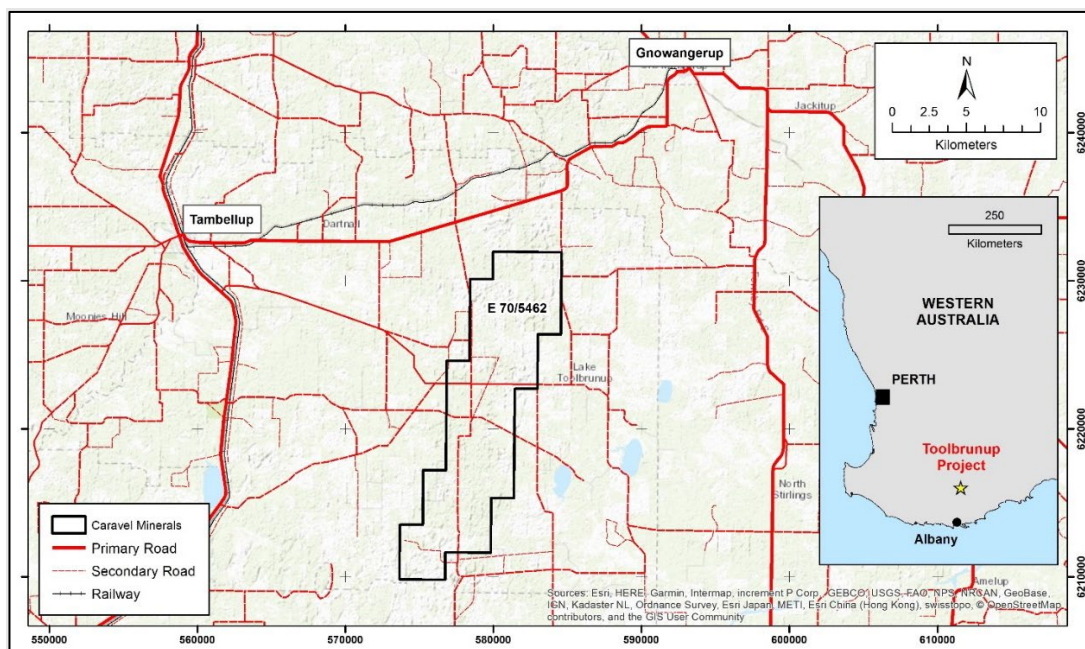 Gnowangerup
N
0 2.5 5 10
Kilometers
Jackitup
6240000
Tambellup
Dartnall
250
Kilometers
E 70/5462
6230000
WESTERN
AUSTRALIA
Moonies Hill
Lake
Toolbrunup
PERTH
6220000
Toolbrunup
Project
North
Stirlings
Albany
Caravel Minerals
Primary Road
Secondary Road
Railway
6210000
Amelup
Sources: Esri, HERE, Garmin, Intermap, increment P Corp., GEBCO, USGS, FAO, NPS, NRCAN, GeoBase,
IGN, Kadaster NL, Ordnance Survey, Esri Japan, METI, Esri China (Hong Kong), swisstopo, © OpenStreetMap
contributors, and the GIS User Community
550000 560000 570000 580000 590000 600000 610000